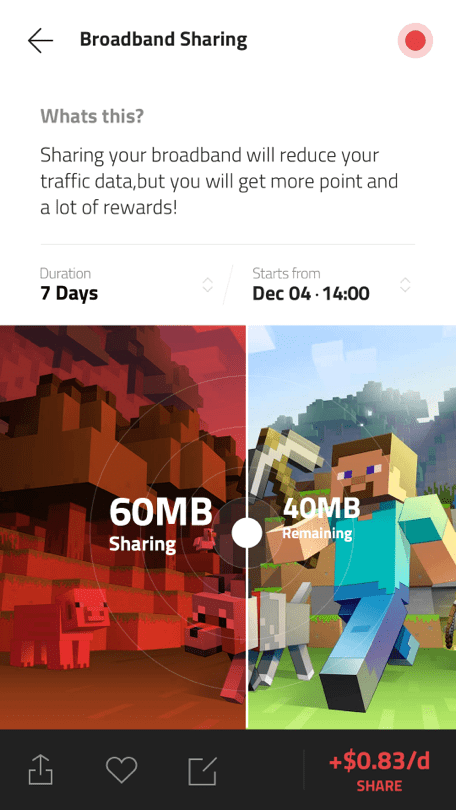 Broadband Sharing
Whats this?
Sharing your broadband will reduce your
traffic data,but you will get more point and
a lot of rewards!
Duration
7 Days
Starts from
Dec 04 · 14:00
60MB
Sharing
40MB
Remaining
+$0.83/d
SHARE